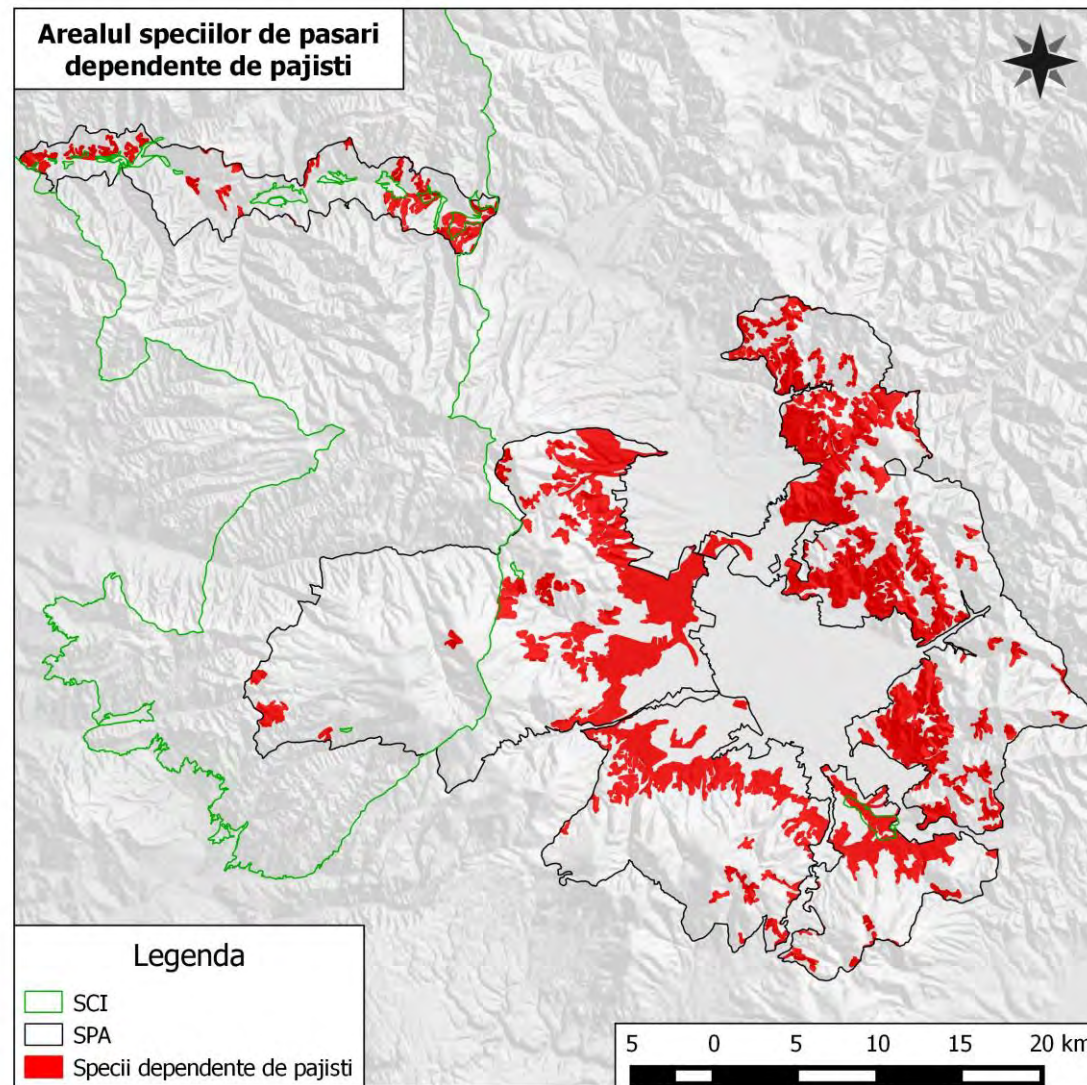 Arealul speciilor de pasari
dependente de pajisti
Legenda
SCI
SPA
Specii dependente de pajisti
5 0 5 10 15 20 km